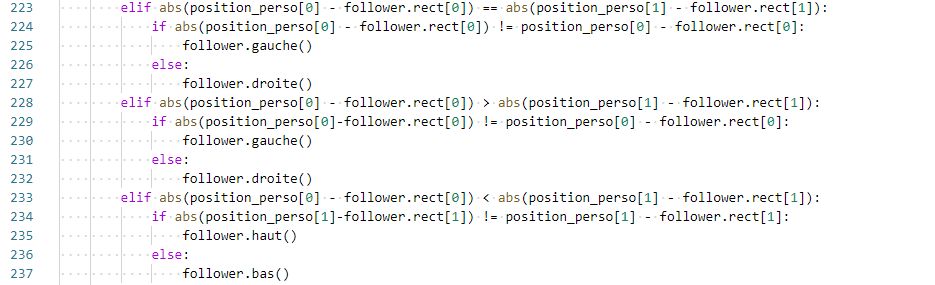 223 elif abs(position_perso[0] - follower.rect[0]) == abs(position_perso[1] - follower.rect[1]):
224 if abs(position_perso[0] - follower.rect[0]) != position_perso[0] - follower.rect[0]:
225 follower.gauche()
226 else:
227 follower.droite()
228 elif abs(position_perso[0] - follower.rect[0]) > abs(position_perso[1] - follower.rect[1]):
229 if abs(position_perso[0]-follower.rect[0]) != position_perso[0] - follower.rect[0]:
230 follower.gauche()
231 else:
232 follower.droite()
233 elif abs(position_perso[0] - follower.rect[0]) < abs(position_perso[1] - follower.rect[1]):
234 if abs(position_perso[1]-follower.rect[1]) != position_perso[1] - follower.rect[1]:
235 follower.haut()
236 else:
237 follower.bas()